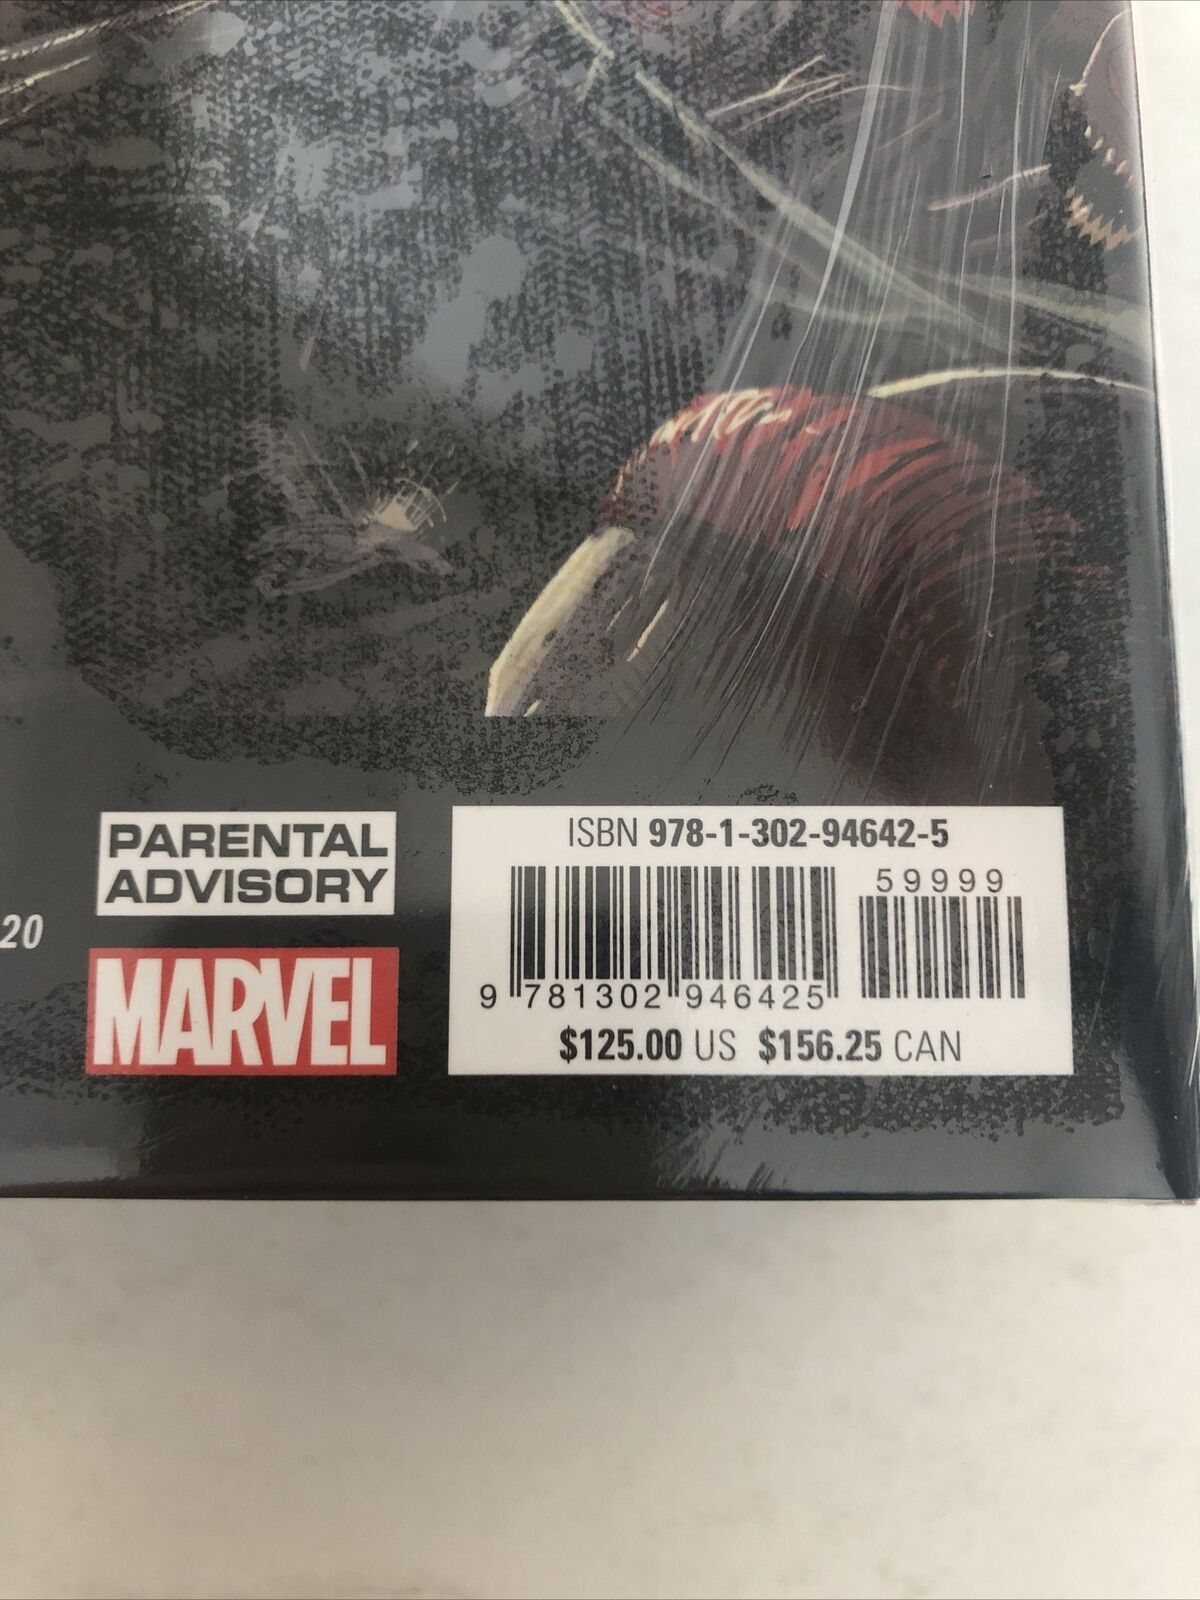 PARENTAL
ADVISORY
20
MARVEL
ISBN 978-1-302-94642-5
59999
9 781302 946425
$125.00 US $156.25 CAN